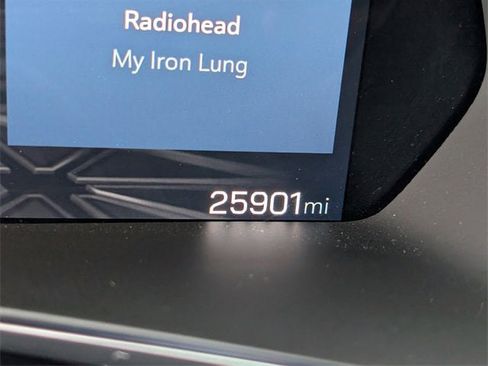 Radiohead
My Iron Lung
25901mi